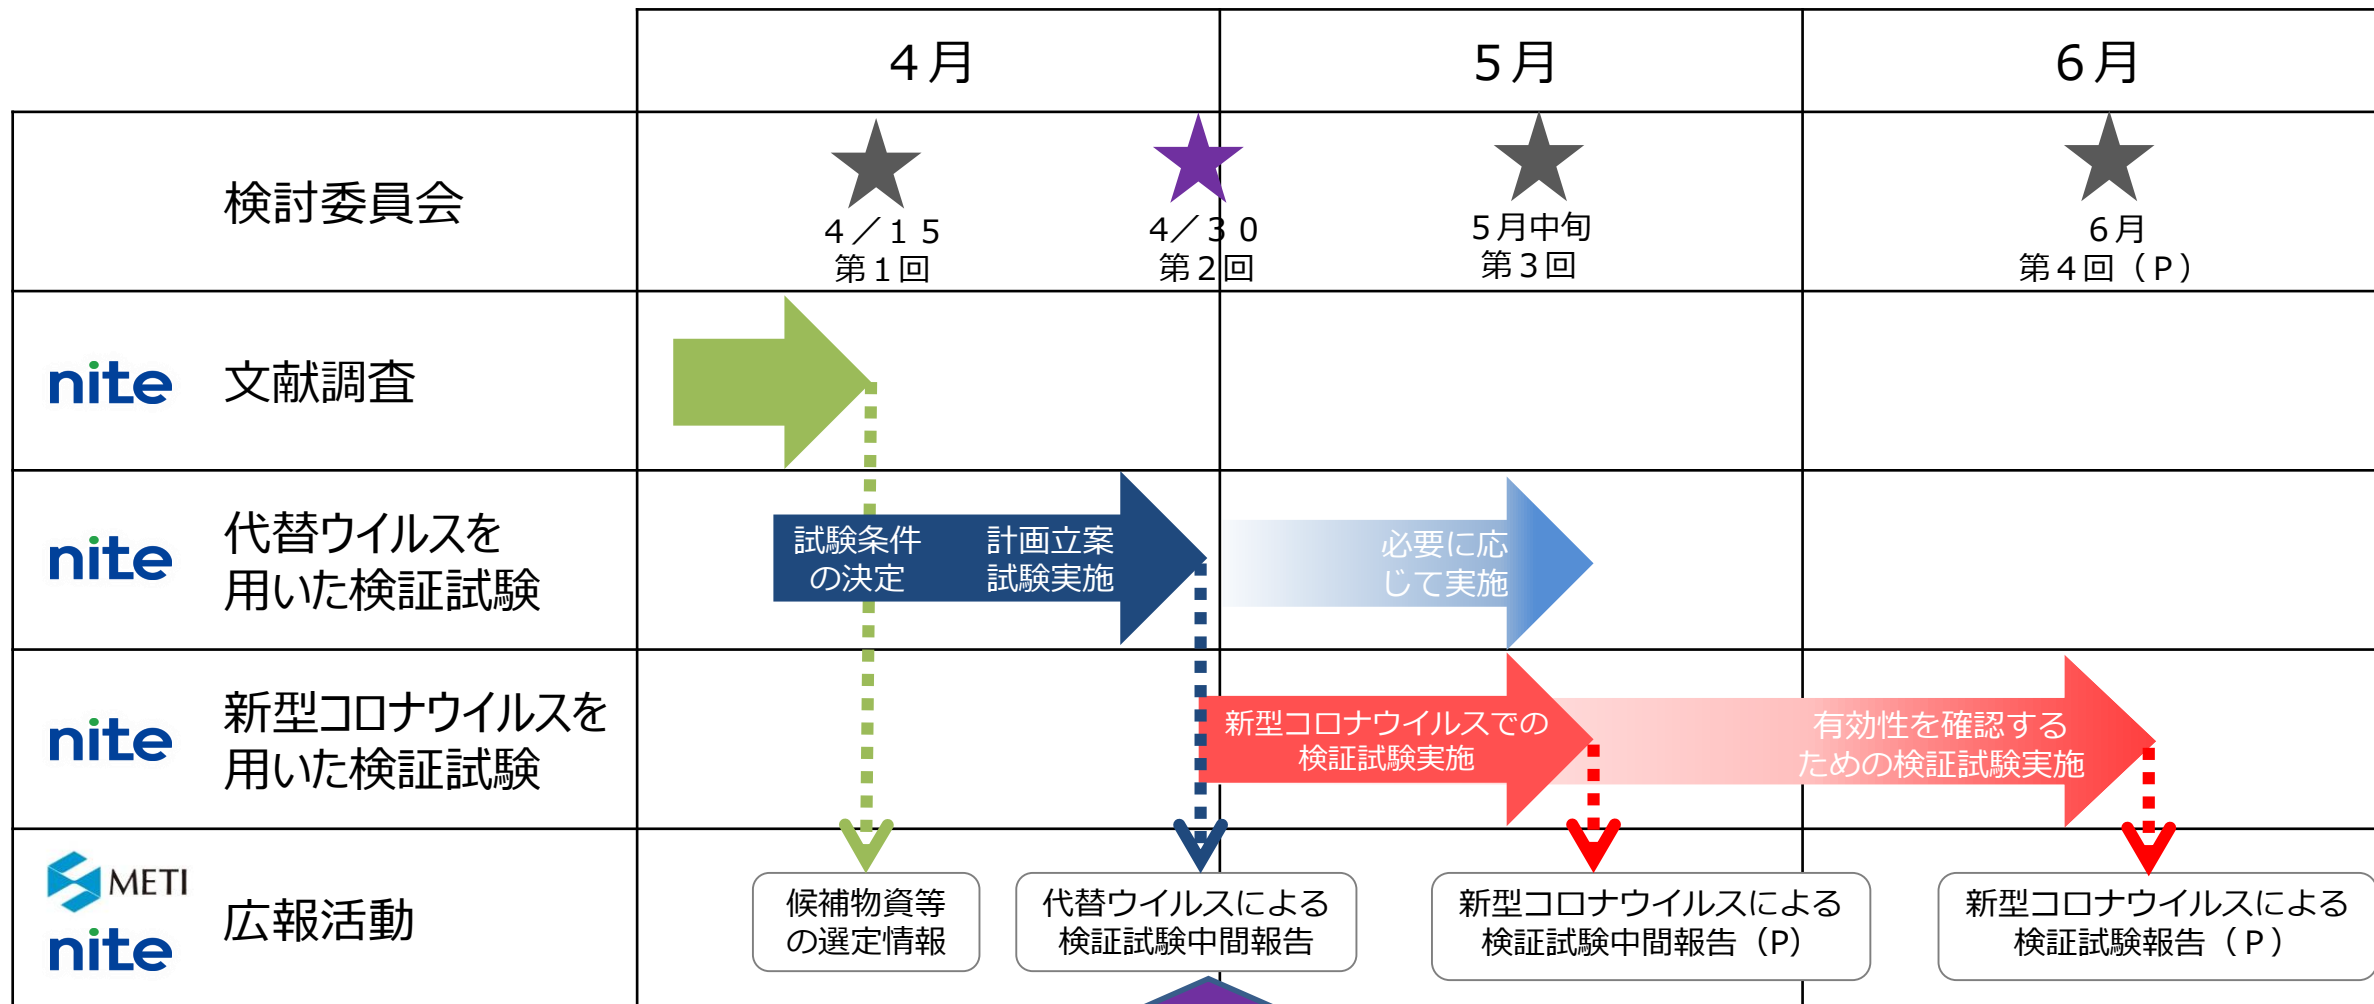 ４月
５月
６月
検討委員会
４／１５
第１回
４／３０
第２回
５月中旬
第３回
６月
第４回（Ｐ）
nite
文献調査
nite
代替ウイルスを
用いた検証試験
試験条件
の決定
計画立案
試験実施
必要に応
じて実施
nite
新型コロナウイルスを
用いた検証試験
新型コロナウイルスでの
検証試験実施
有効性を確認する
ための検証試験実施
METI
nite
広報活動
候補物資等
の選定情報
代替ウイルスによる
検証試験中間報告
新型コロナウイルスによる
検証試験中間報告（P）
新型コロナウイルスによる
検証試験報告（Ｐ）